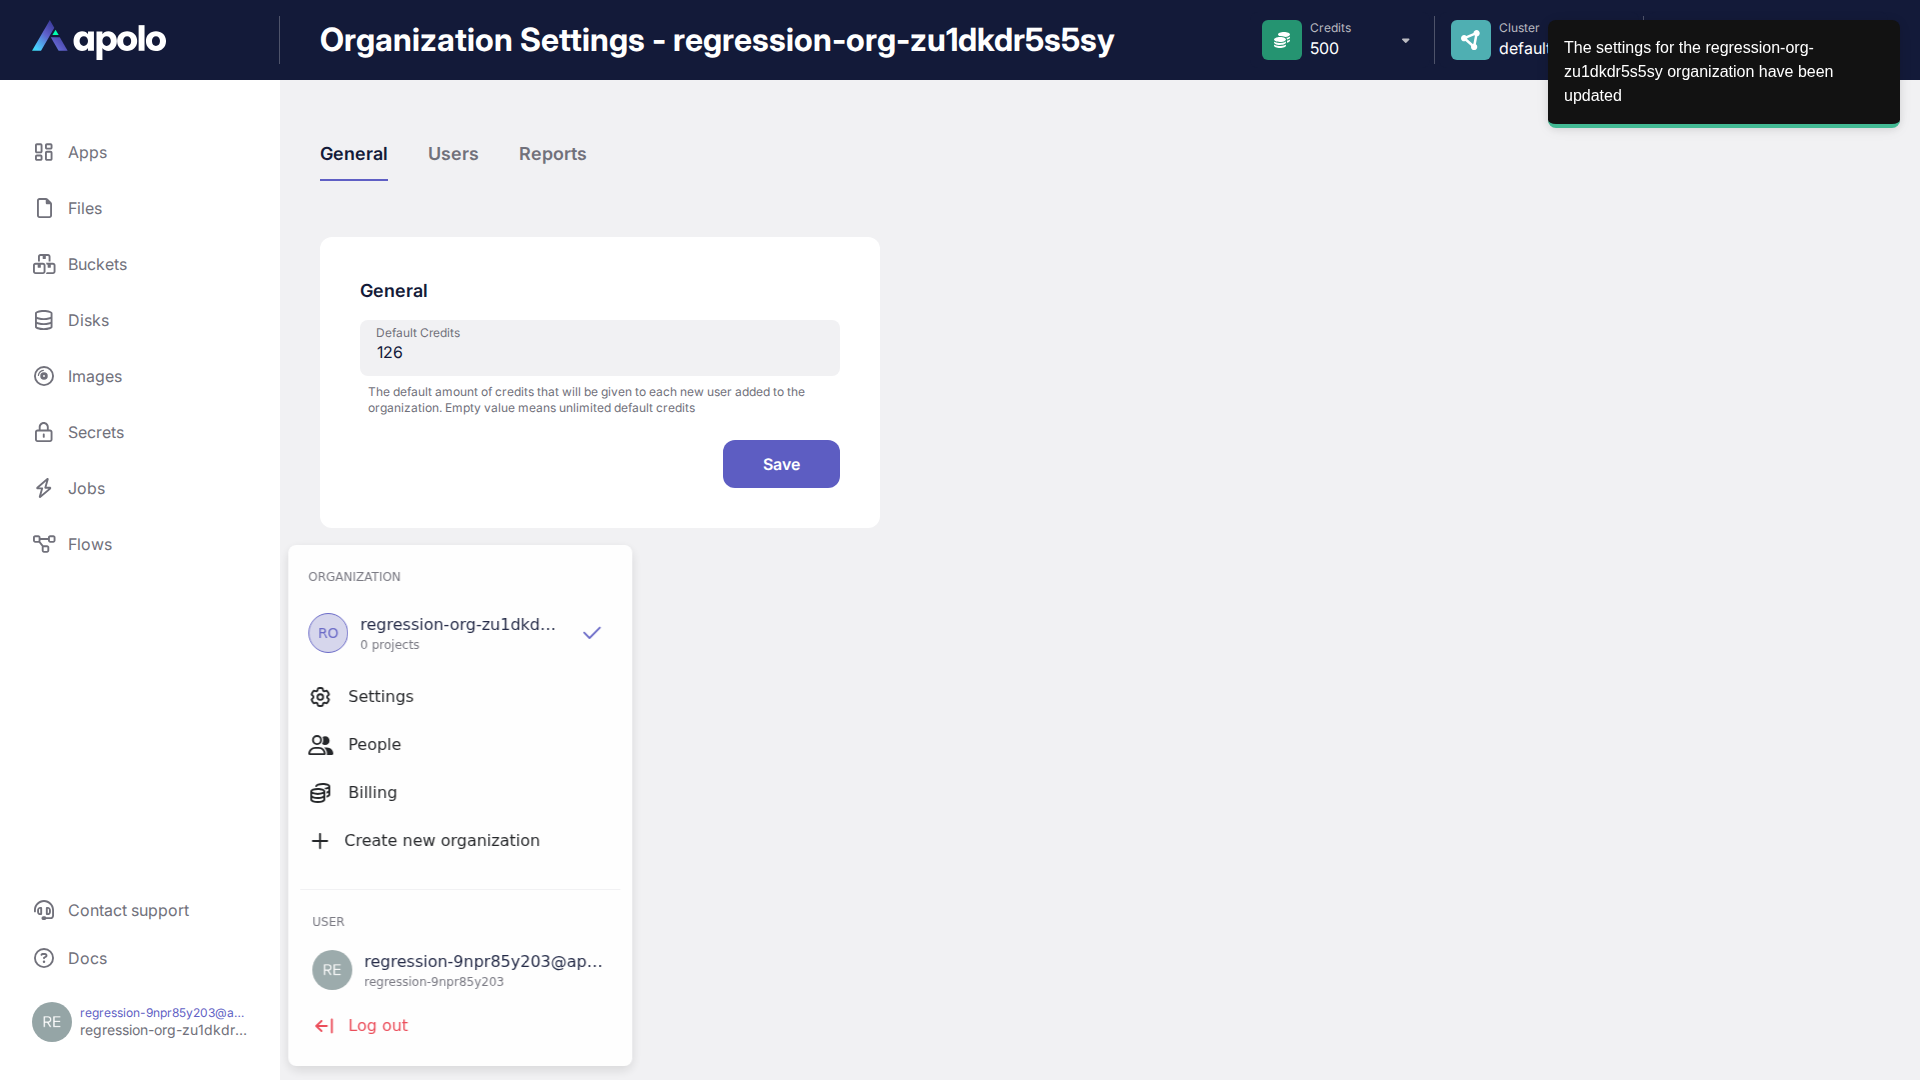 apolo
Organization Settings - regression-org-zu1dkdr5s5sy
Credits
500
Cluster
default
The settings for the regression-org-
zu1dkdr5s5sy organization have been
updated
Apps
Files
Buckets
Disks
Images
Secrets
Jobs
Flows
Contact support
Docs
RE
regression-9npr85y203@a...
regression-org-zu1dkdr...
General
Users
Reports
General
Default Credits
126
The default amount of credits that will be given to each new user added to the
organization. Empty value means unlimited default credits
Save
ORGANIZATION
RO
regression-org-zu1dkd...
0 projects
Settings
People
Billing
Create new organization
USER
RE
regression-9npr85y203@ap...
regression-9npr85y203
Log out